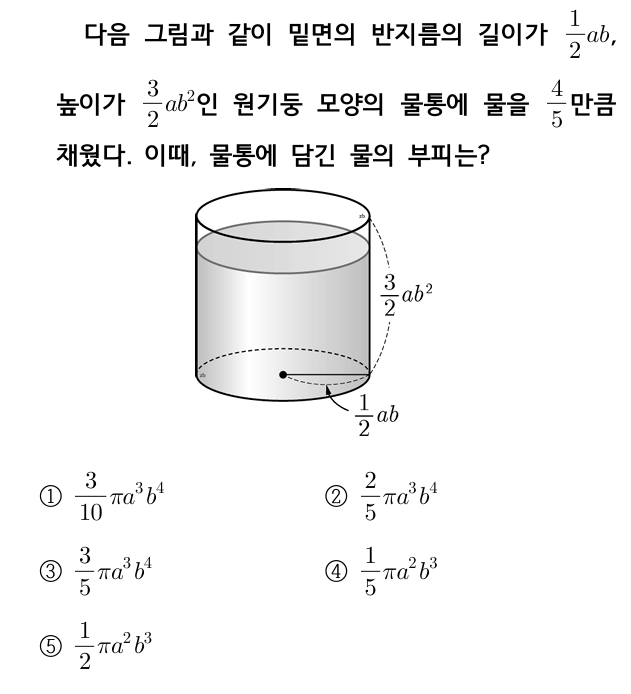 다음 그림과 같이 밑면의 반지름의 길이가 $\frac{1}{2}ab$,
높이가 $\frac{3}{2}ab^2$인 원기둥 모양의 물통에 물을 $\frac{4}{5}$만큼
채웠다. 이때, 물통에 담긴 물의 부피는?
$\frac{3}{2}ab^2$
$\frac{1}{2}ab$
① $\frac{3}{10}\pi a^3b^4$ ② $\frac{2}{5}\pi a^3b^4$
③ $\frac{3}{5}\pi a^3b^4$ ④ $\frac{1}{5}\pi a^2b^3$
⑤ $\frac{1}{2}\pi a^2b^3$